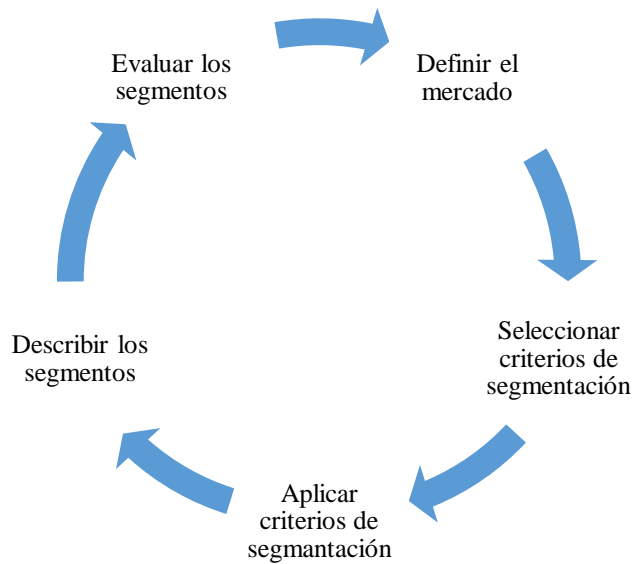 Evaluar los
segmentos
Definir el
mercado
Seleccionar
criterios de
segmentación
Aplicar
criterios de
segmantación
Describir los
segmentos